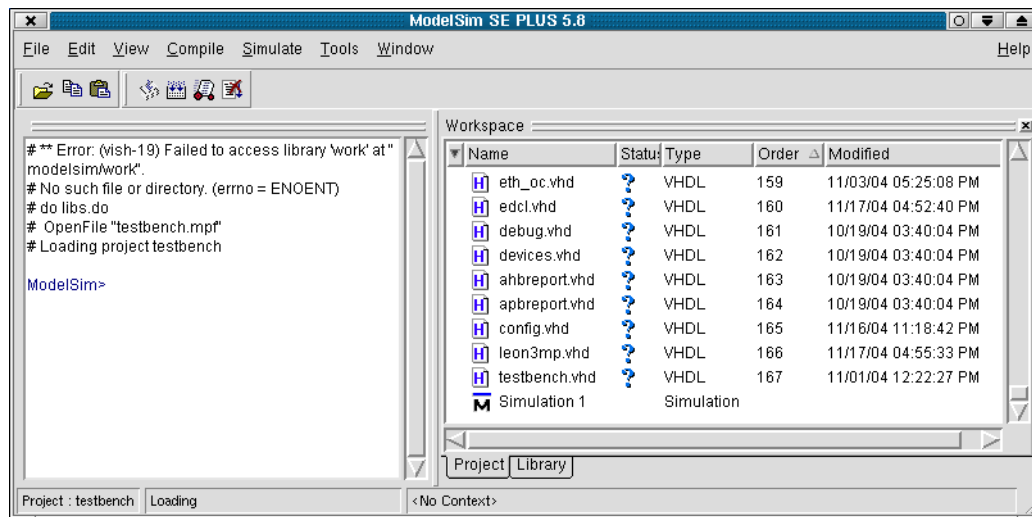 ModelSim SE PLUS 5.8
File Edit View Compile Simulate Tools Window Help
# ** Error: (vish-19) Failed to access library 'work' at "
modelsim/work".
# No such file or directory. (errno = ENOENT)
# do libs.do
# OpenFile "testbench.mpf"
# Loading project testbench
ModelSim>
Workspace
Name Statu: Type Order Modified
H eth_oc.vhd ? VHDL 159 11/03/04 05:25:08 PM
H edcl.vhd ? VHDL 160 11/17/04 04:52:40 PM
H debug.vhd ? VHDL 161 10/19/04 03:40:04 PM
H devices.vhd ? VHDL 162 10/19/04 03:40:04 PM
H ahbreport.vhd ? VHDL 163 10/19/04 03:40:04 PM
H apbreport.vhd ? VHDL 164 10/19/04 03:40:04 PM
H config.vhd ? VHDL 165 11/16/04 11:18:42 PM
H leon3mp.vhd ? VHDL 166 11/17/04 04:55:33 PM
H testbench.vhd ? VHDL 167 11/01/04 12:22:27 PM
M Simulation 1 Simulation
Project Library
Project : testbench Loading <No Context>